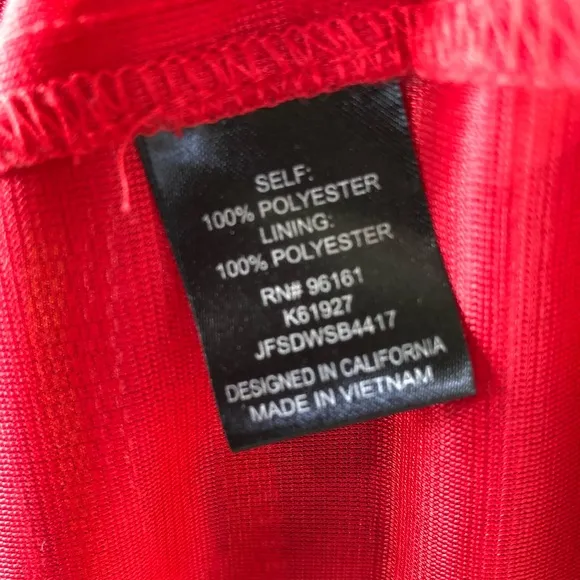 SELF:
100% POLYESTER
LINING:
100% POLYESTER
RN# 96161
K61927
JFSDWSB4417
DESIGNED IN CALIFORNIA
MADE IN VIETNAM